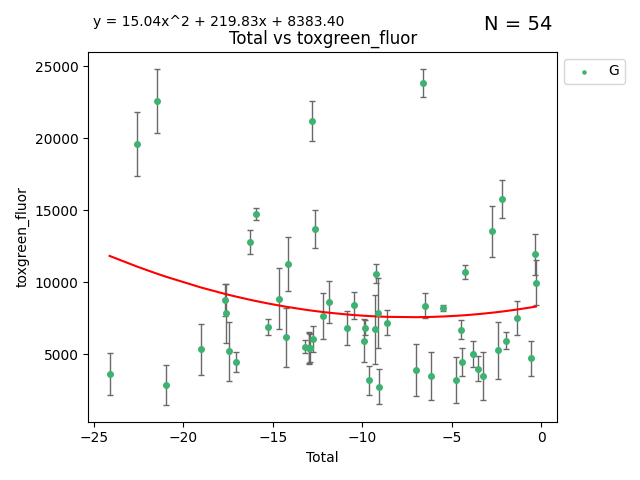 y = 15.04x^2 + 219.83x + 8383.40
N = 54
Total vs toxgreen_fluor
G
25000
20000
15000
10000
5000
toxgreen_fluor
−25 −20 −15 −10 −5 0
Total